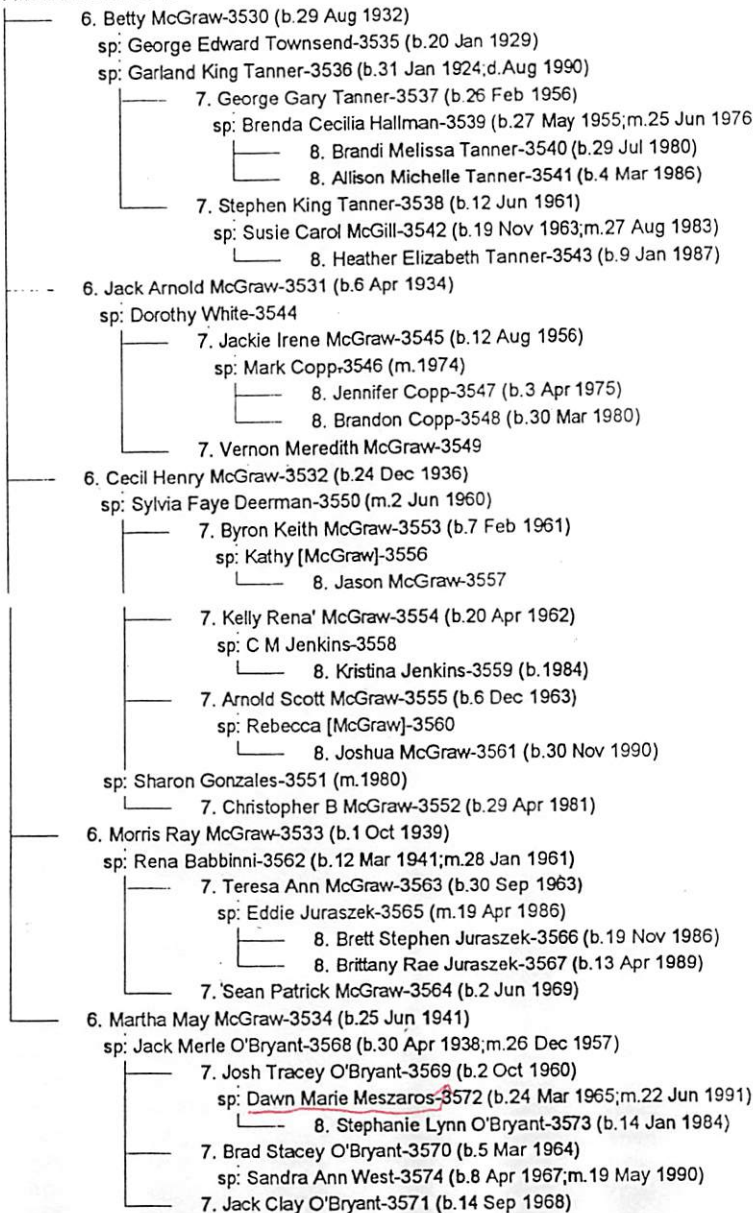 6. Betty McGraw-3530 (b.29 Aug 1932)
sp: George Edward Townsend-3535 (b.20 Jan 1929)
sp: Garland King Tanner-3536 (b.31 Jan 1924;d.Aug 1990)
7. George Gary Tanner-3537 (b.26 Feb 1956)
sp: Brenda Cecilia Hallman-3539 (b.27 May 1955;m.25 Jun 1976
8. Brandi Melissa Tanner-3540 (b.29 Jul 1980)
8. Allison Michelle Tanner-3541 (b.4 Mar 1986)
7. Stephen King Tanner-3538 (b.12 Jun 1961)
sp: Susie Carol McGill-3542 (b.19 Nov 1963;m.27 Aug 1983)
8. Heather Elizabeth Tanner-3543 (b.9 Jan 1987)
6. Jack Arnold McGraw-3531 (b.6 Apr 1934)
sp: Dorothy White-3544
7. Jackie Irene McGraw-3545 (b.12 Aug 1956)
sp: Mark Copp-3546 (m.1974)
8. Jennifer Copp-3547 (b.3 Apr 1975)
8. Brandon Copp-3548 (b.30 Mar 1980)
7. Vernon Meredith McGraw-3549
6. Cecil Henry McGraw-3532 (b.24 Dec 1936)
sp: Sylvia Faye Deerman-3550 (m.2 Jun 1960)
7. Byron Keith McGraw-3553 (b.7 Feb 1961)
sp: Kathy [McGraw]-3556
8. Jason McGraw-3557
7. Kelly Rena' McGraw-3554 (b.20 Apr 1962)
sp: C M Jenkins-3558
8. Kristina Jenkins-3559 (b.1984)
7. Arnold Scott McGraw-3555 (b.6 Dec 1963)
sp: Rebecca [McGraw]-3560
8. Joshua McGraw-3561 (b.30 Nov 1990)
sp: Sharon Gonzales-3551 (m.1980)
7. Christopher B McGraw-3552 (b.29 Apr 1981)
6. Morris Ray McGraw-3533 (b.1 Oct 1939)
sp: Rena Babbinni-3562 (b.12 Mar 1941;m.28 Jan 1961)
7. Teresa Ann McGraw-3563 (b.30 Sep 1963)
sp: Eddie Juraszek-3565 (m.19 Apr 1986)
8. Brett Stephen Juraszek-3566 (b.19 Nov 1986)
8. Brittany Rae Juraszek-3567 (b.13 Apr 1989)
7. Sean Patrick McGraw-3564 (b.2 Jun 1969)
6. Martha May McGraw-3534 (b.25 Jun 1941)
sp: Jack Merle O'Bryant-3568 (b.30 Apr 1938;m.26 Dec 1957)
7. Josh Tracey O'Bryant-3569 (b.2 Oct 1960)
sp: Dawn Marie Meszaros-3572 (b.24 Mar 1965;m.22 Jun 1991)
8. Stephanie Lynn O'Bryant-3573 (b.14 Jan 1984)
7. Brad Stacey O'Bryant-3570 (b.5 Mar 1964)
sp: Sandra Ann West-3574 (b.8 Apr 1967;m.19 May 1990)
7. Jack Clay O'Bryant-3571 (b.14 Sep 1968)